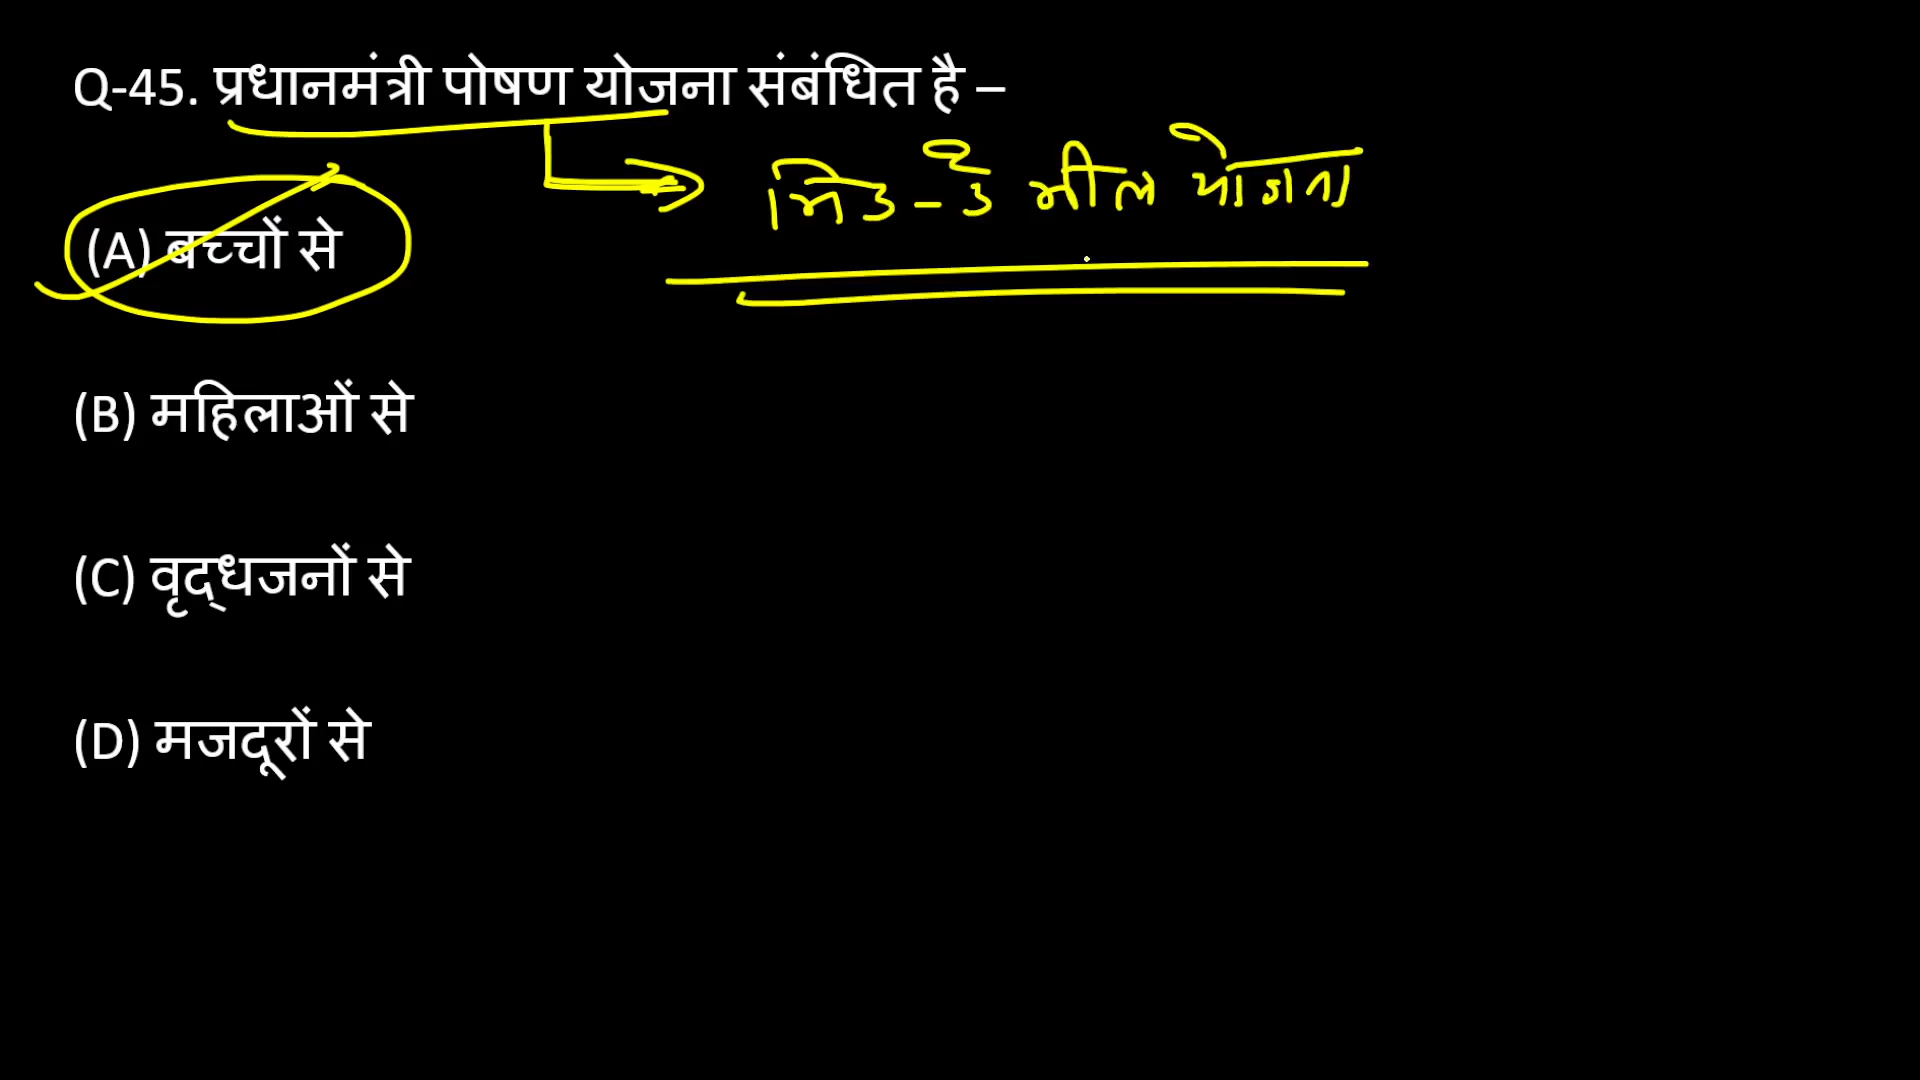 Q-45. प्रधानमंत्री पोषण योजना संबंधित है –
मिड-डे मील योजना
(A) बच्चों से
(B) महिलाओं से
(C) वृद्धजनों से
(D) मजदूरों से